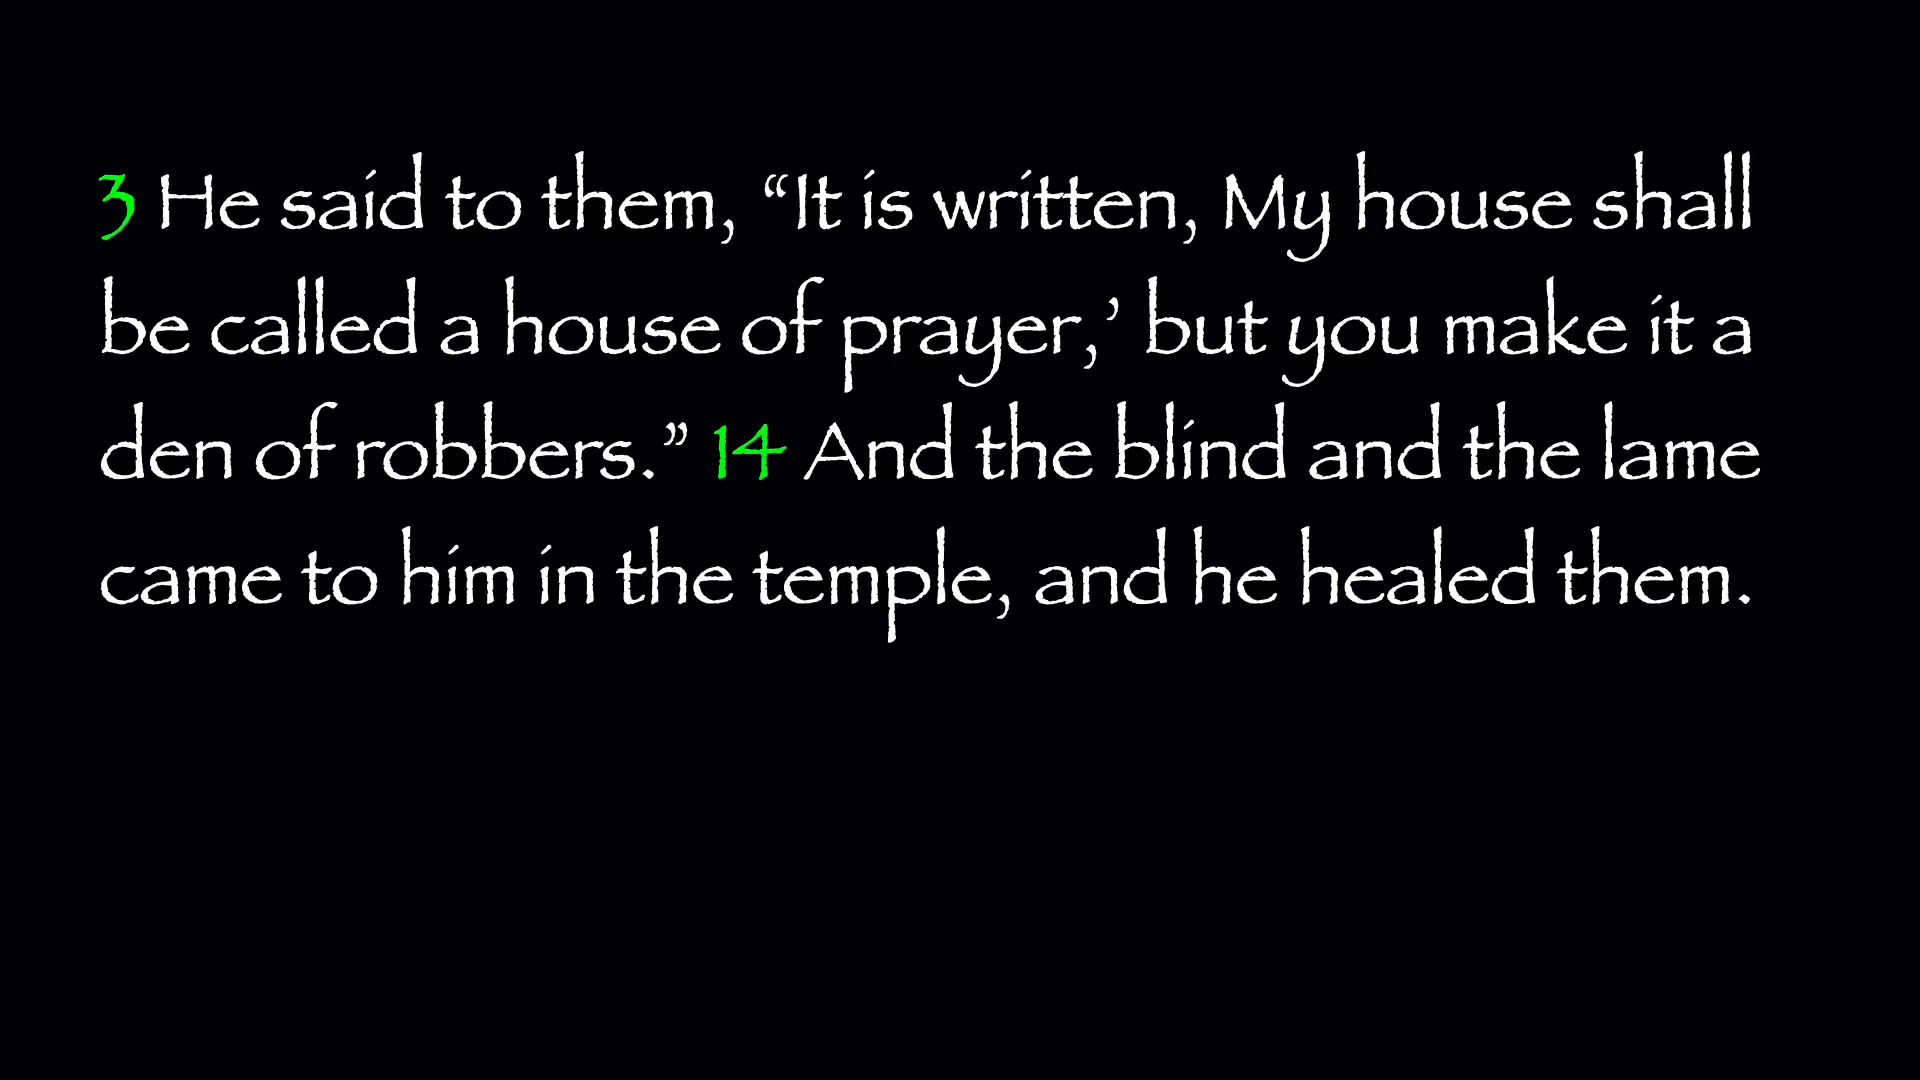 3 He said to them, “It is written, My house shall
be called a house of prayer,’ but you make it a
den of robbers.” 14 And the blind and the lame
came to him in the temple, and he healed them.